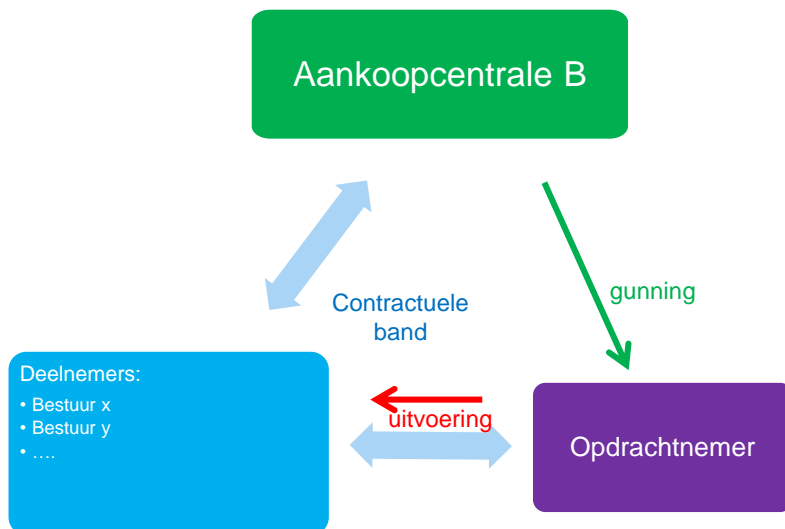 Aankoopcentrale B
gunning
Contractuele
band
Deelnemers:
• Bestuur x
• Bestuur y
• ....
uitvoering
Opdrachtnemer